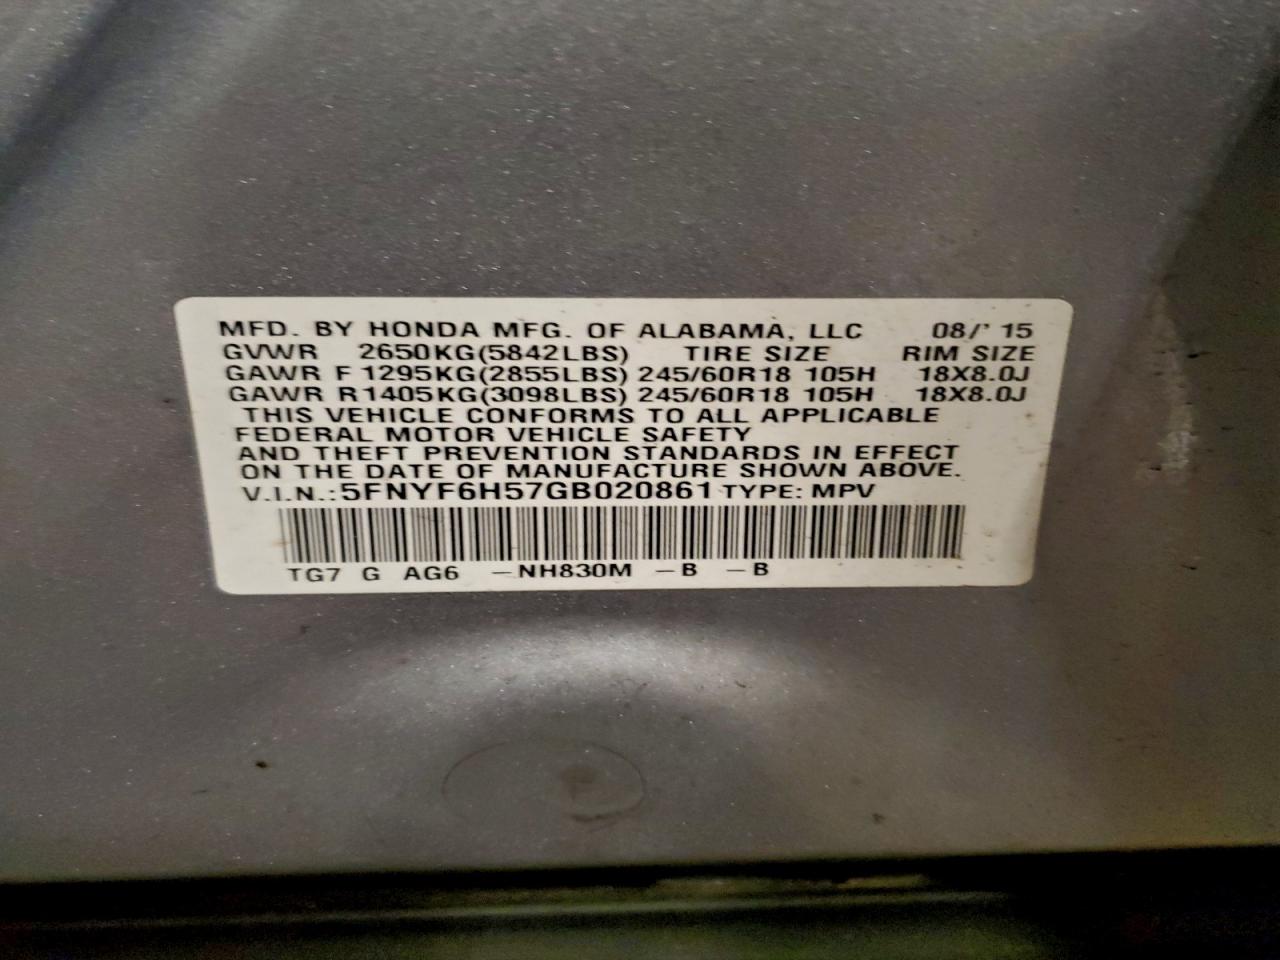 MFD. BY HONDA MFG. OF ALABAMA, LLC 08/' 15
GVWR 2650KG(5842LBS) TIRE SIZE RIM SIZE
GAWR F 1295KG(2855LBS) 245/60R18 105H 18X8.0J
GAWR R 1405KG(3098LBS) 245/60R18 105H 18X8.0J
THIS VEHICLE CONFORMS TO ALL APPLICABLE
FEDERAL MOTOR VEHICLE SAFETY
AND THEFT PREVENTION STANDARDS IN EFFECT
ON THE DATE OF MANUFACTURE SHOWN ABOVE.
V.I.N.: 5FNYF6H57GB020861 TYPE: MPV
TG7 G AG6 –NH830M –B –B